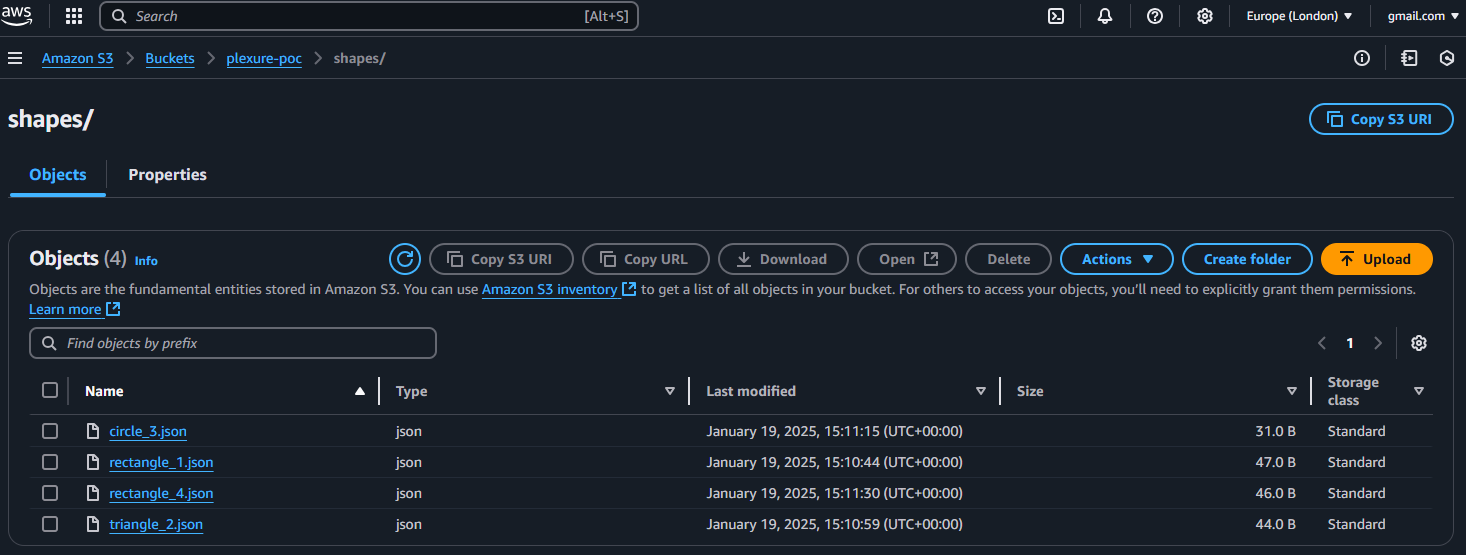 aws Search [Alt+S] Europe (London) gmail.com
Amazon S3 Buckets plexure-poc shapes/
shapes/ Copy S3 URI
Objects Properties
Objects (4) Info Copy S3 URI Copy URL Download Open Delete Actions Create folder Upload
Objects are the fundamental entities stored in Amazon S3. You can use Amazon S3 inventory to get a list of all objects in your bucket. For others to access your objects, you’ll need to explicitly grant them permissions.
Learn more
Find objects by prefix 1
Name Type Last modified Size Storage class
circle_3.json json January 19, 2025, 15:11:15 (UTC+00:00) 31.0 B Standard
rectangle_1.json json January 19, 2025, 15:10:44 (UTC+00:00) 47.0 B Standard
rectangle_4.json json January 19, 2025, 15:11:30 (UTC+00:00) 46.0 B Standard
triangle_2.json json January 19, 2025, 15:10:59 (UTC+00:00) 44.0 B Standard